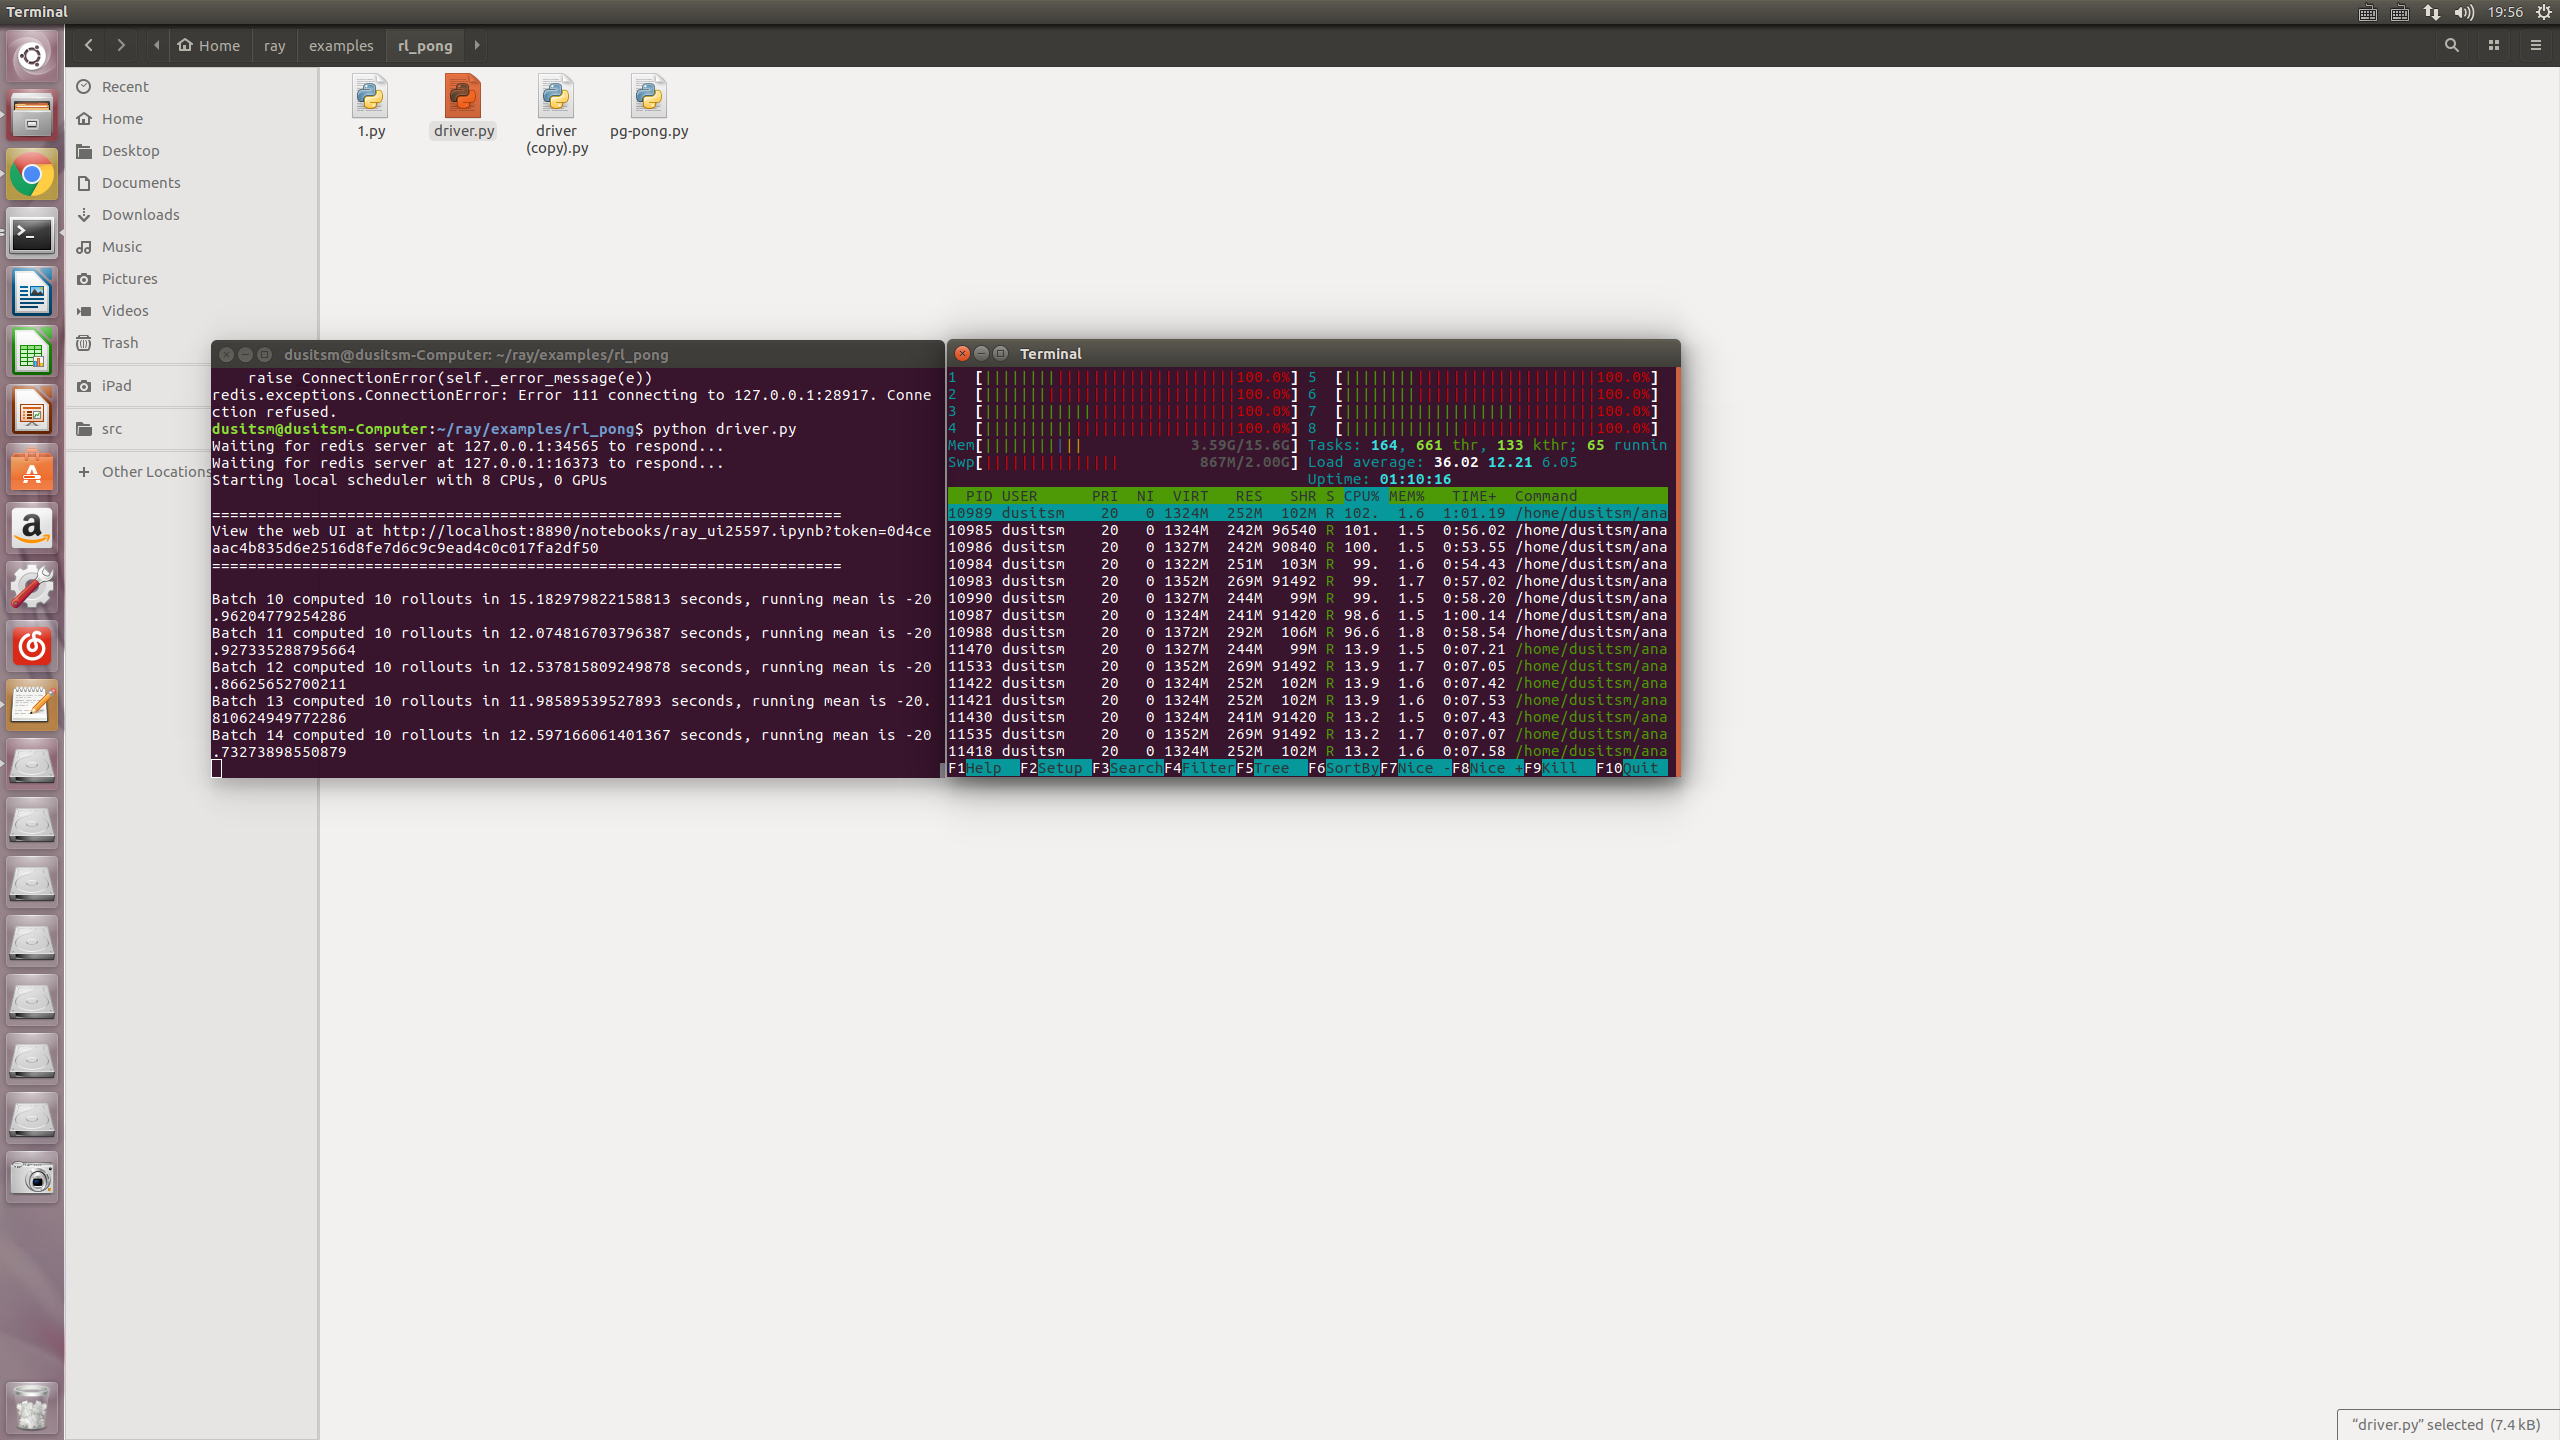 Terminal
19:56
Home
ray
examples
rl_pong
Recent
Home
Desktop
Documents
Downloads
Music
Pictures
Videos
Trash
iPad
src
Other Locations
1.py
driver.py
driver
(copy).py
pg-pong.py
dusitsm@dusitsm-Computer: ~/ray/examples/rl_pong
raise ConnectionError(self._error_message(e))
redis.exceptions.ConnectionError: Error 111 connecting to 127.0.0.1:28917. Conne
ction refused.
dusitsm@dusitsm-Computer:~/ray/examples/rl_pong$ python driver.py
Waiting for redis server at 127.0.0.1:34565 to respond...
Waiting for redis server at 127.0.0.1:16373 to respond...
Starting local scheduler with 8 CPUs, 0 GPUs
======================================================================
View the web UI at http://localhost:8890/notebooks/ray_ui25597.ipynb?token=0d4ce
aac4b835d6e2516d8fe7d6c9c9ead4c0c017fa2df50
======================================================================
Batch 10 computed 10 rollouts in 15.182979822158813 seconds, running mean is -20
.96204779254286
Batch 11 computed 10 rollouts in 12.074816703796387 seconds, running mean is -20
.927335288795664
Batch 12 computed 10 rollouts in 12.537815809249878 seconds, running mean is -20
.86625652700211
Batch 13 computed 10 rollouts in 11.98589539527893 seconds, running mean is -20.
810624949772286
Batch 14 computed 10 rollouts in 12.597166061401367 seconds, running mean is -20
.73273898550879
Terminal
1 [100.0%] 5 [100.0%]
2 [100.0%] 6 [100.0%]
3 [100.0%] 7 [100.0%]
4 [100.0%] 8 [100.0%]
Mem[3.59G/15.6G] Tasks: 164, 661 thr, 133 kthr; 65 runnin
Swp[867M/2.00G] Load average: 36.02 12.21 6.05
Uptime: 01:10:16
PID USER PRI NI VIRT RES SHR S CPU% MEM% TIME+ Command
10989 dusitsm 20 0 1324M 252M 102M R 102. 1.6 1:01.19 /home/dusitsm/ana
10985 dusitsm 20 0 1324M 242M 96540 R 101. 1.5 0:56.02 /home/dusitsm/ana
10986 dusitsm 20 0 1327M 242M 90840 R 100. 1.5 0:53.55 /home/dusitsm/ana
10984 dusitsm 20 0 1322M 251M 103M R 99. 1.6 0:54.43 /home/dusitsm/ana
10983 dusitsm 20 0 1352M 269M 91492 R 99. 1.7 0:57.02 /home/dusitsm/ana
10990 dusitsm 20 0 1327M 244M 99M R 99. 1.5 0:58.20 /home/dusitsm/ana
10987 dusitsm 20 0 1324M 241M 91420 R 98.6 1.5 1:00.14 /home/dusitsm/ana
10988 dusitsm 20 0 1372M 292M 106M R 96.6 1.8 0:58.54 /home/dusitsm/ana
11470 dusitsm 20 0 1327M 244M 99M R 13.9 1.5 0:07.21 /home/dusitsm/ana
11533 dusitsm 20 0 1352M 269M 91492 R 13.9 1.7 0:07.05 /home/dusitsm/ana
11422 dusitsm 20 0 1324M 252M 102M R 13.9 1.6 0:07.42 /home/dusitsm/ana
11421 dusitsm 20 0 1324M 252M 102M R 13.9 1.6 0:07.53 /home/dusitsm/ana
11430 dusitsm 20 0 1324M 241M 91420 R 13.2 1.5 0:07.43 /home/dusitsm/ana
11535 dusitsm 20 0 1352M 269M 91492 R 13.2 1.7 0:07.07 /home/dusitsm/ana
11418 dusitsm 20 0 1324M 252M 102M R 13.2 1.6 0:07.58 /home/dusitsm/ana
F1Help F2Setup F3SearchF4FilterF5Tree F6SortByF7Nice -F8Nice +F9Kill F10Quit
“driver.py” selected (7.4 kB)